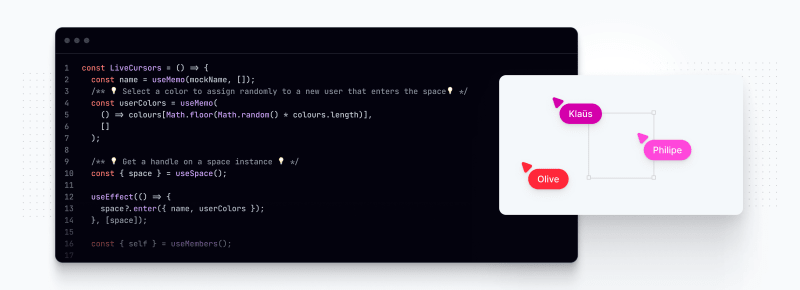 1 const LiveCursors = () => {
2 const name = useMemo(mockName, []);
3 /** 💡 Select a color to assign randomly to a new user that enters the space💡 */
4 const userColors = useMemo(
5 () => colours[Math.floor(Math.random() * colours.length)],
6 []
7 );
8
9 /** 💡 Get a handle on a space instance 💡 */
10 const { space } = useSpace();
11
12 useEffect(() => {
13 space?.enter({ name, userColors });
14 }, [space]);
15
16 const { self } = useMembers();
17
Klaüs
Philipe
Olive